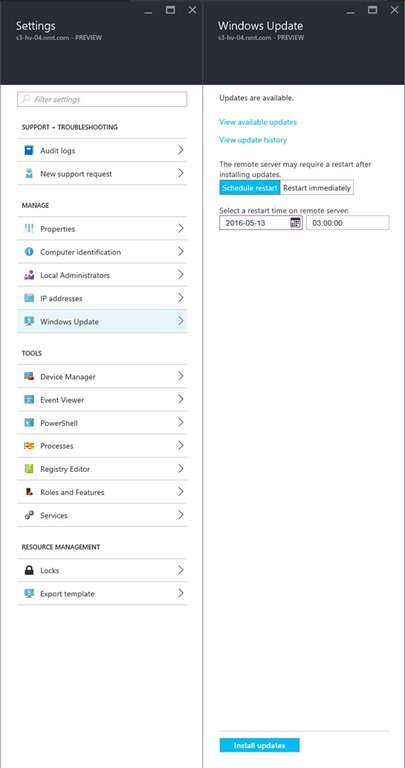 Settings
s3-hv-04.nmt.com - PREVIEW
Filter settings
SUPPORT + TROUBLESHOOTING
Audit logs
New support request
MANAGE
Properties
Computer identification
Local Administrators
IP addresses
Windows Update
TOOLS
Device Manager
Event Viewer
PowerShell
Processes
Registry Editor
Roles and Features
Services
RESOURCE MANAGEMENT
Locks
Export template
Windows Update
s3-hv-04.nmt.com - PREVIEW
Updates are available.
View available updates
View update history
The remote server may require a restart after
installing updates.
Schedule restart Restart immediately
Select a restart time on remote server:
2016-05-13 03:00:00
Install updates